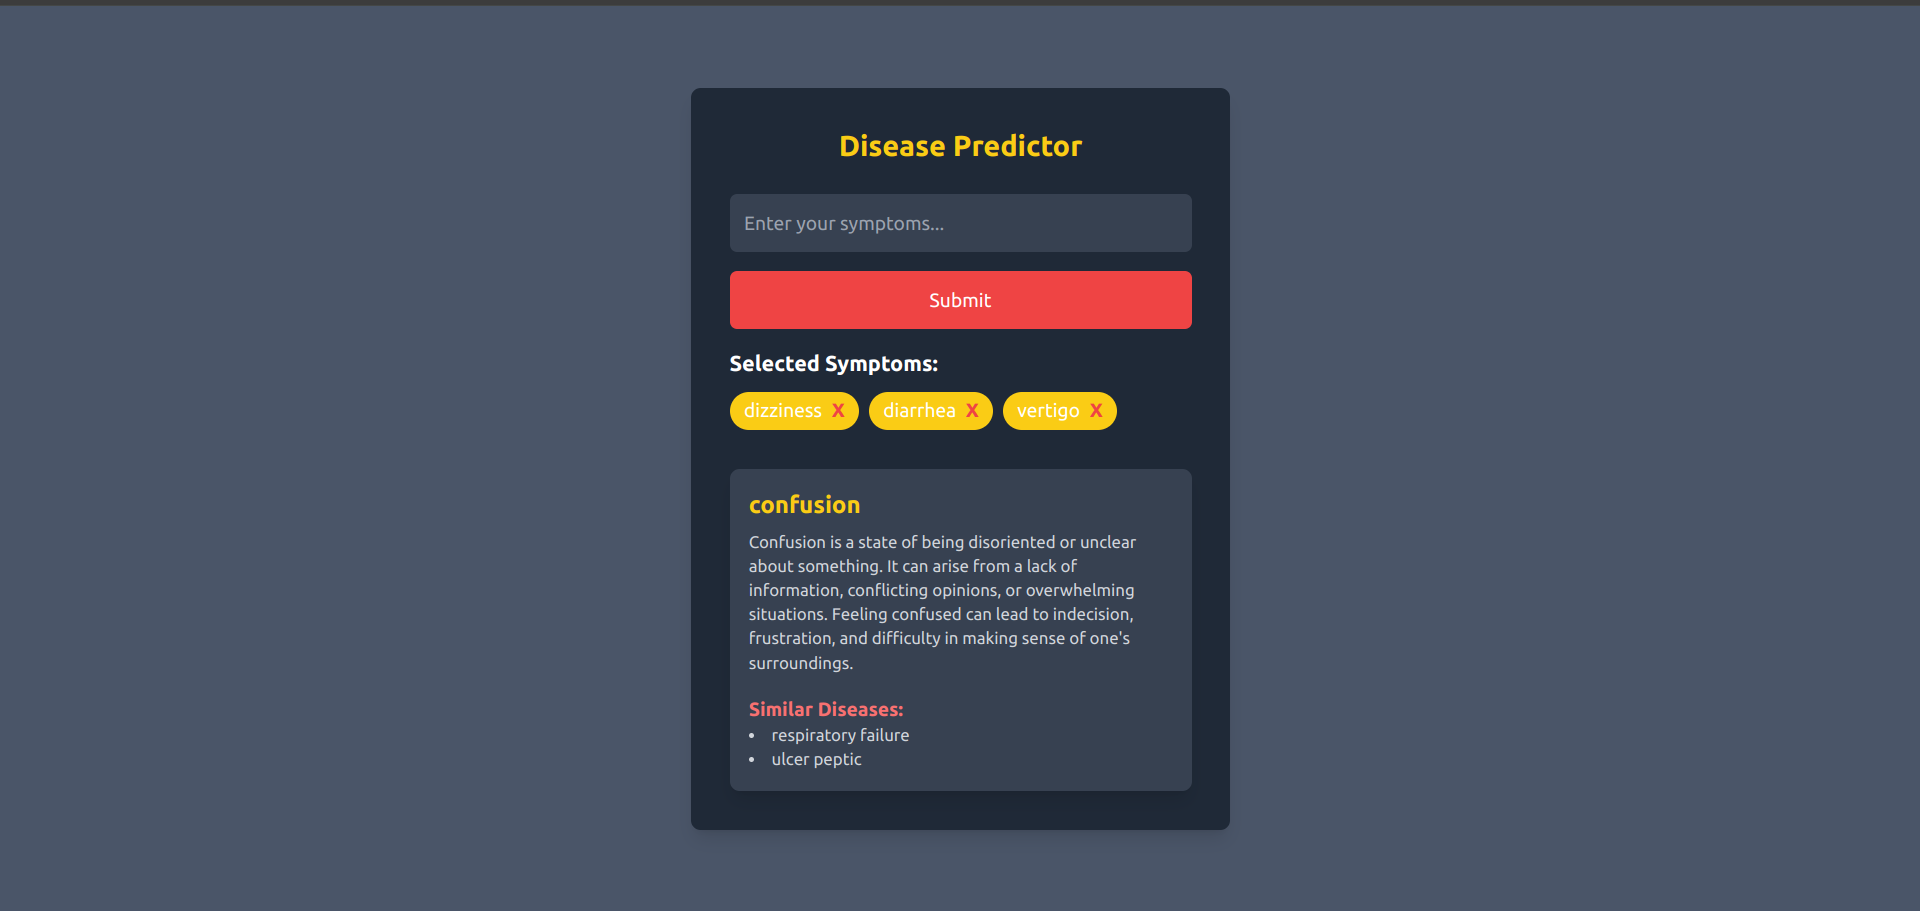 Disease Predictor
Enter your symptoms...
Submit
Selected Symptoms:
dizziness X diarrhea X vertigo X
confusion
Confusion is a state of being disoriented or unclear
about something. It can arise from a lack of
information, conflicting opinions, or overwhelming
situations. Feeling confused can lead to indecision,
frustration, and difficulty in making sense of one's
surroundings.
Similar Diseases:
• respiratory failure
• ulcer peptic